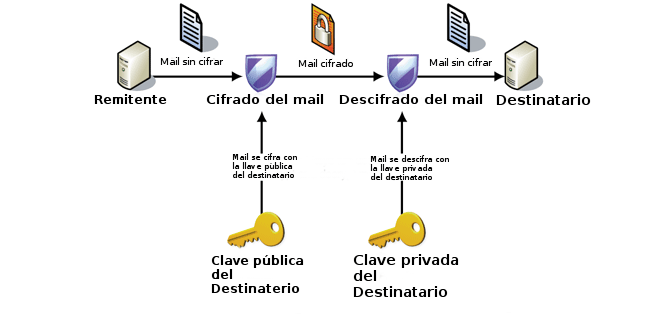 Mail sin cifrar
Mail cifrado
Mail sin cifrar
Remitente
Cifrado del mail
Descifrado del mail
Destinatario
Mail se cifra con
la llave pùblica
del destinatario
Mail se descifra con
la llave privada
del destinatario
Clave pública
del
Destinaterio
Clave privada
del
Destinatario